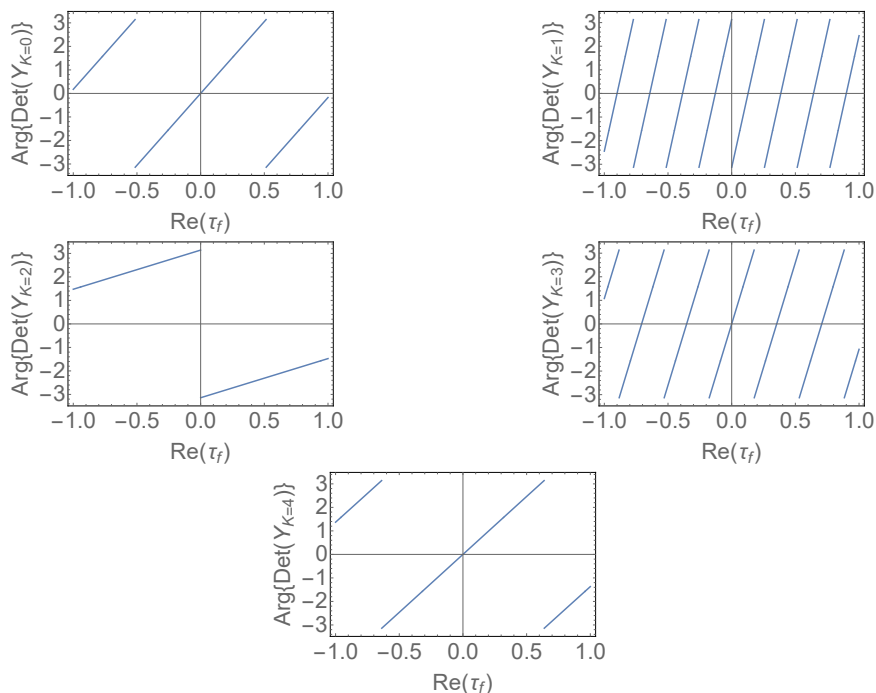 Arg{Det(Y_{K=0})}
3
2
1
0
−1
−2
−3
−1.0 −0.5 0.0 0.5 1.0
Re(τ_f)
Arg{Det(Y_{K=1})}
3
2
1
0
−1
−2
−3
−1.0 −0.5 0.0 0.5 1.0
Re(τ_f)
Arg{Det(Y_{K=2})}
3
2
1
0
−1
−2
−3
−1.0 −0.5 0.0 0.5 1.0
Re(τ_f)
Arg{Det(Y_{K=3})}
3
2
1
0
−1
−2
−3
−1.0 −0.5 0.0 0.5 1.0
Re(τ_f)
Arg{Det(Y_{K=4})}
3
2
1
0
−1
−2
−3
−1.0 −0.5 0.0 0.5 1.0
Re(τ_f)